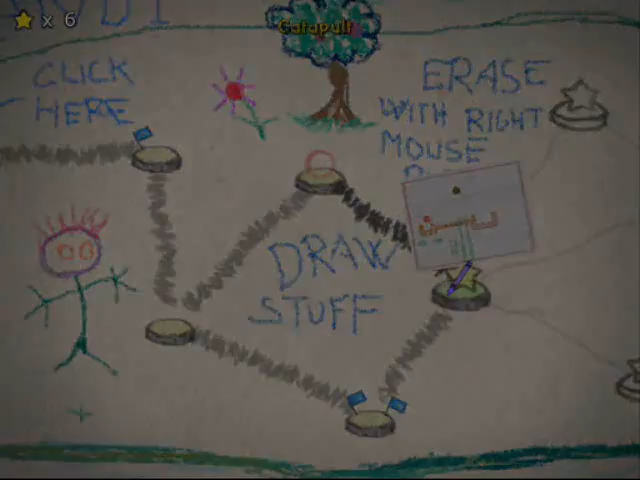 x 6
Catapult
CLICK
HERE
ERASE
WITH RIGHT
MOUSE
DRAW
STUFF